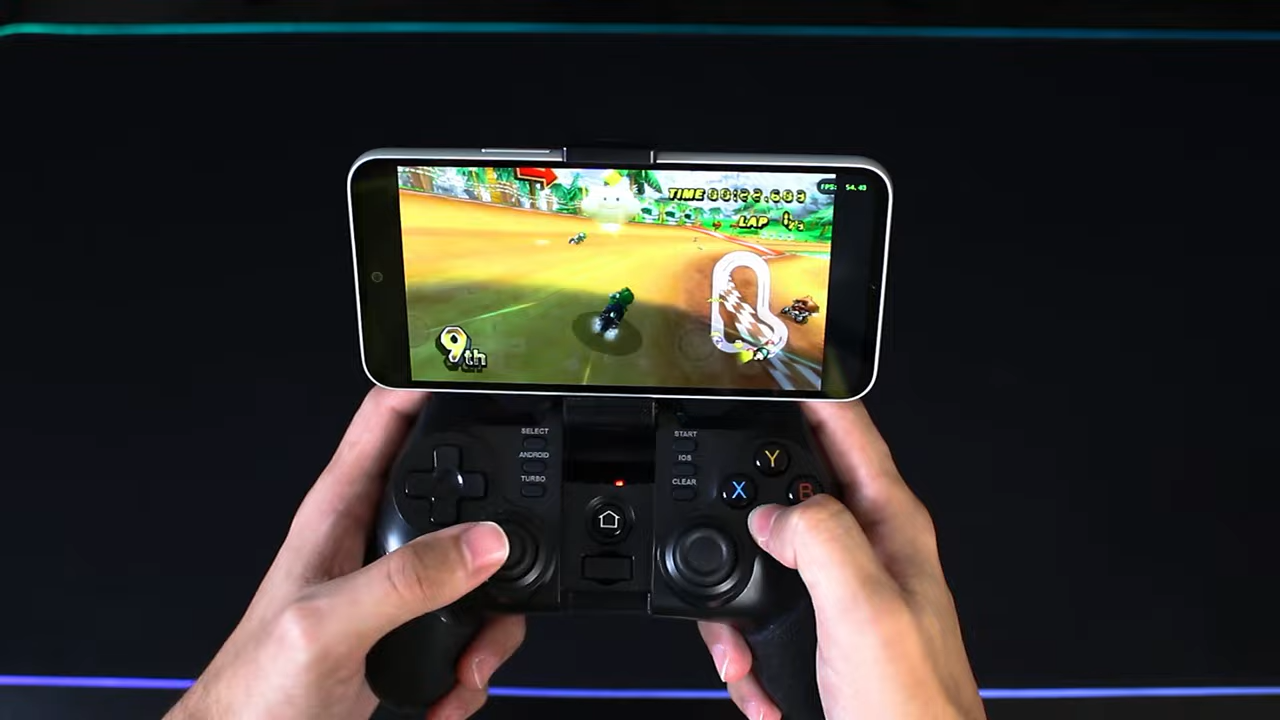 TIME 00:22.683
FPS: 54.43
LAP 1/3
9th
SELECT
ANDROID
TURBO
START
IOS
CLEAR
Y
X
B